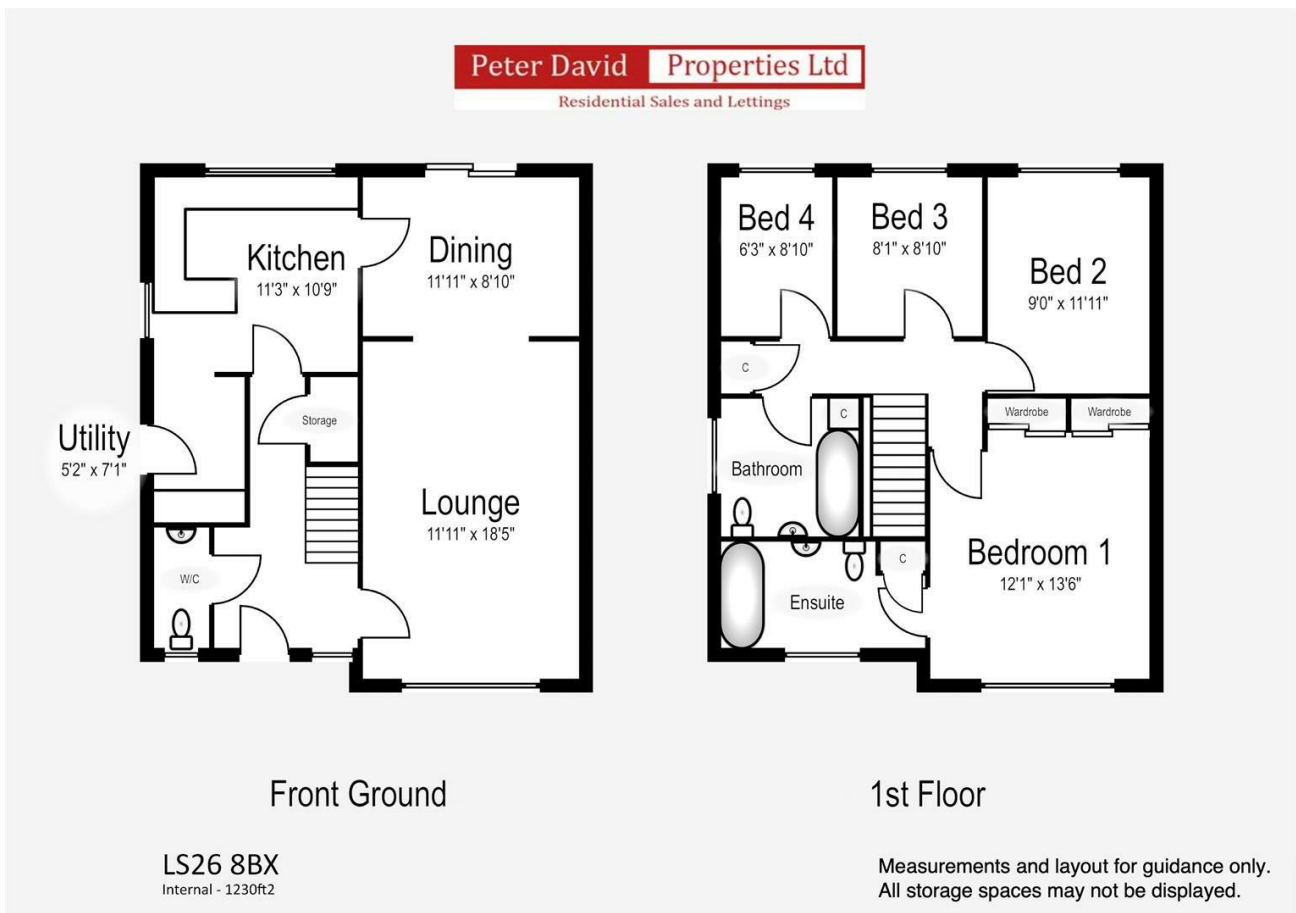 Peter David Properties Ltd
Residential Sales and Lettings
Kitchen
11'3" x 10'9"
Dining
11'11" x 8'10"
Storage
Utility
5'2" x 7'1"
Lounge
11'11" x 18'5"
W/C
Front Ground
Bed 4
6'3" x 8'10"
Bed 3
8'1" x 8'10"
Bed 2
9'0" x 11'11"
C
Wardrobe
Wardrobe
C
Bathroom
Bedroom 1
12'1" x 13'6"
C
Ensuite
1st Floor
LS26 8BX
Internal - 1230ft2
Measurements and layout for guidance only.
All storage spaces may not be displayed.